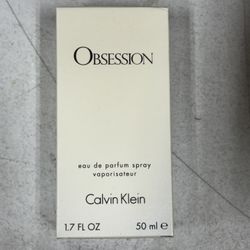 OBSESSION
eau de parfum spray
vaporisateur
Calvin Klein
1.7 FL OZ 50 ml ℮